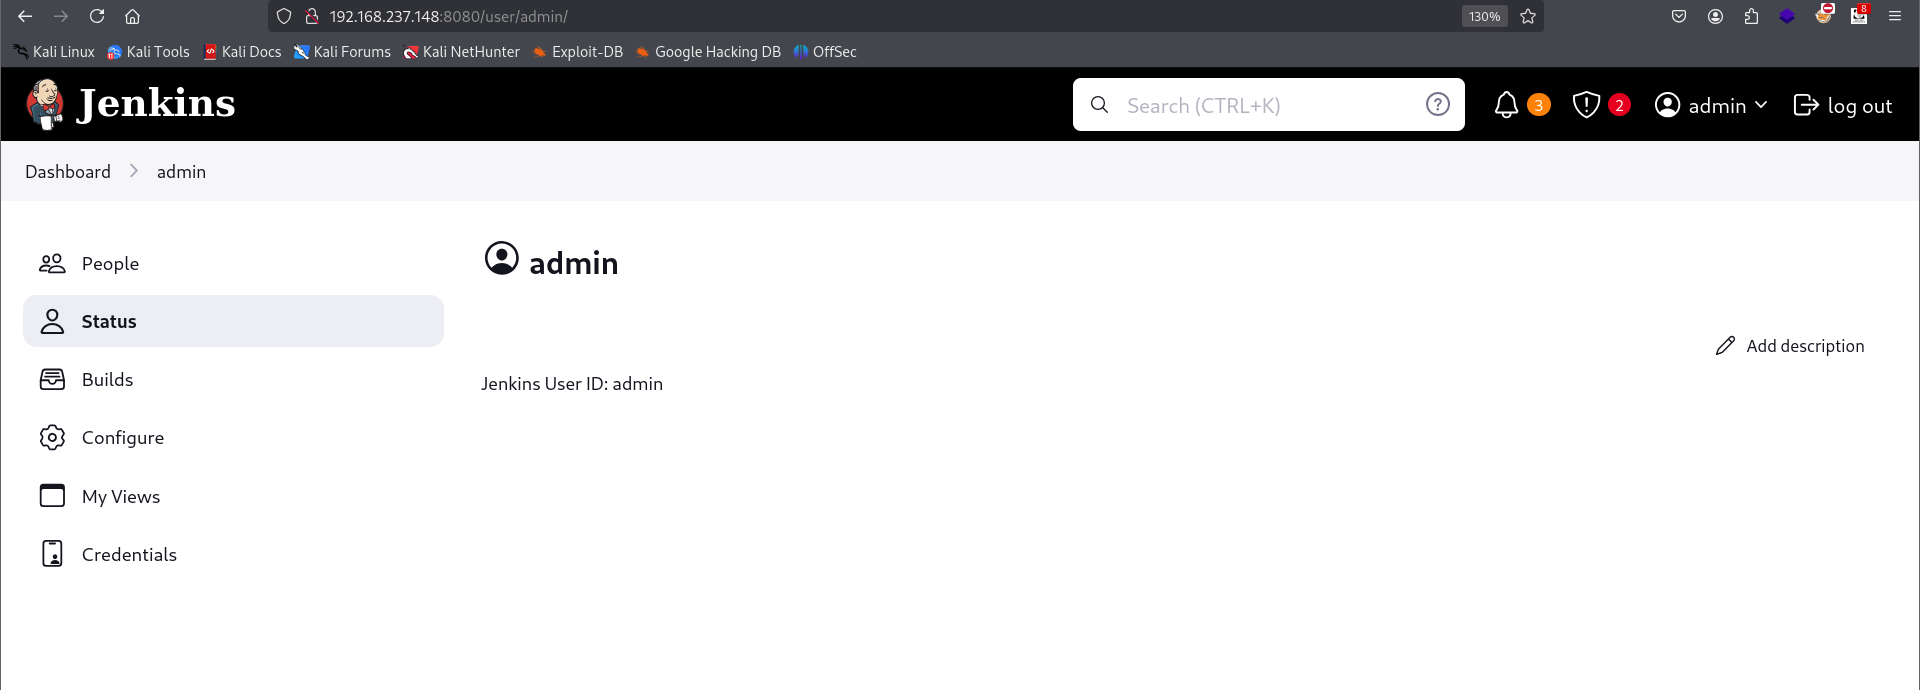 192.168.237.148:8080/user/admin/
130%
8
Kali Linux Kali Tools Kali Docs Kali Forums Kali NetHunter Exploit-DB Google Hacking DB OffSec
Jenkins
Search (CTRL+K)
?
3
2
admin
log out
Dashboard
admin
People
Status
Builds
Configure
My Views
Credentials
admin
Add description
Jenkins User ID: admin